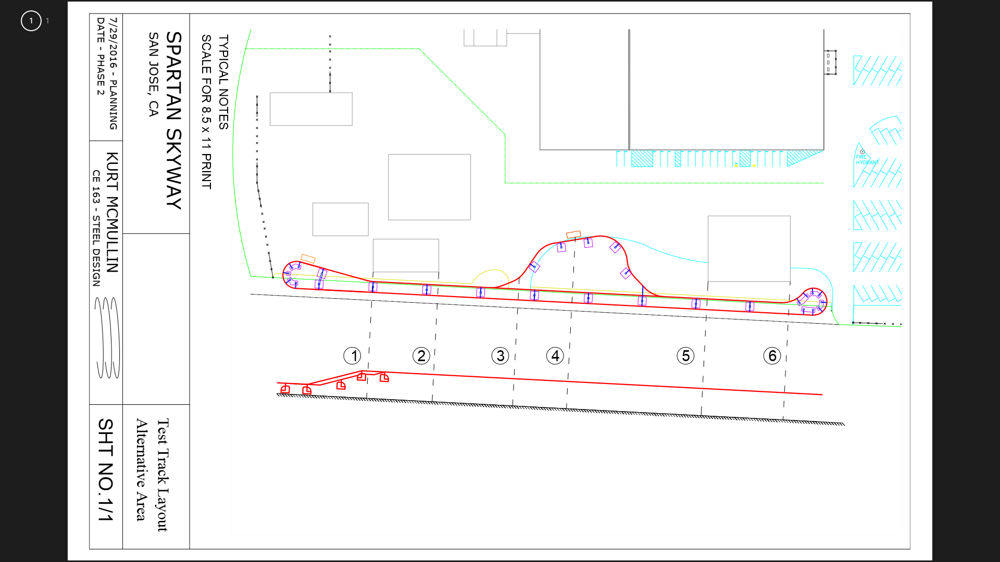 1
1
TYPICAL NOTES
SCALE FOR 8.5 x 11 PRINT
SPARTAN SKYWAY
SAN JOSE, CA
7/29/2016 - PLANNING
DATE - PHASE 2
KURT MCMULLIN
CE 163 - STEEL DESIGN
Test Track Layout
Alternative Area
SHT NO.1/1
FIRE
HYDRANT
1
2
3
4
5
6